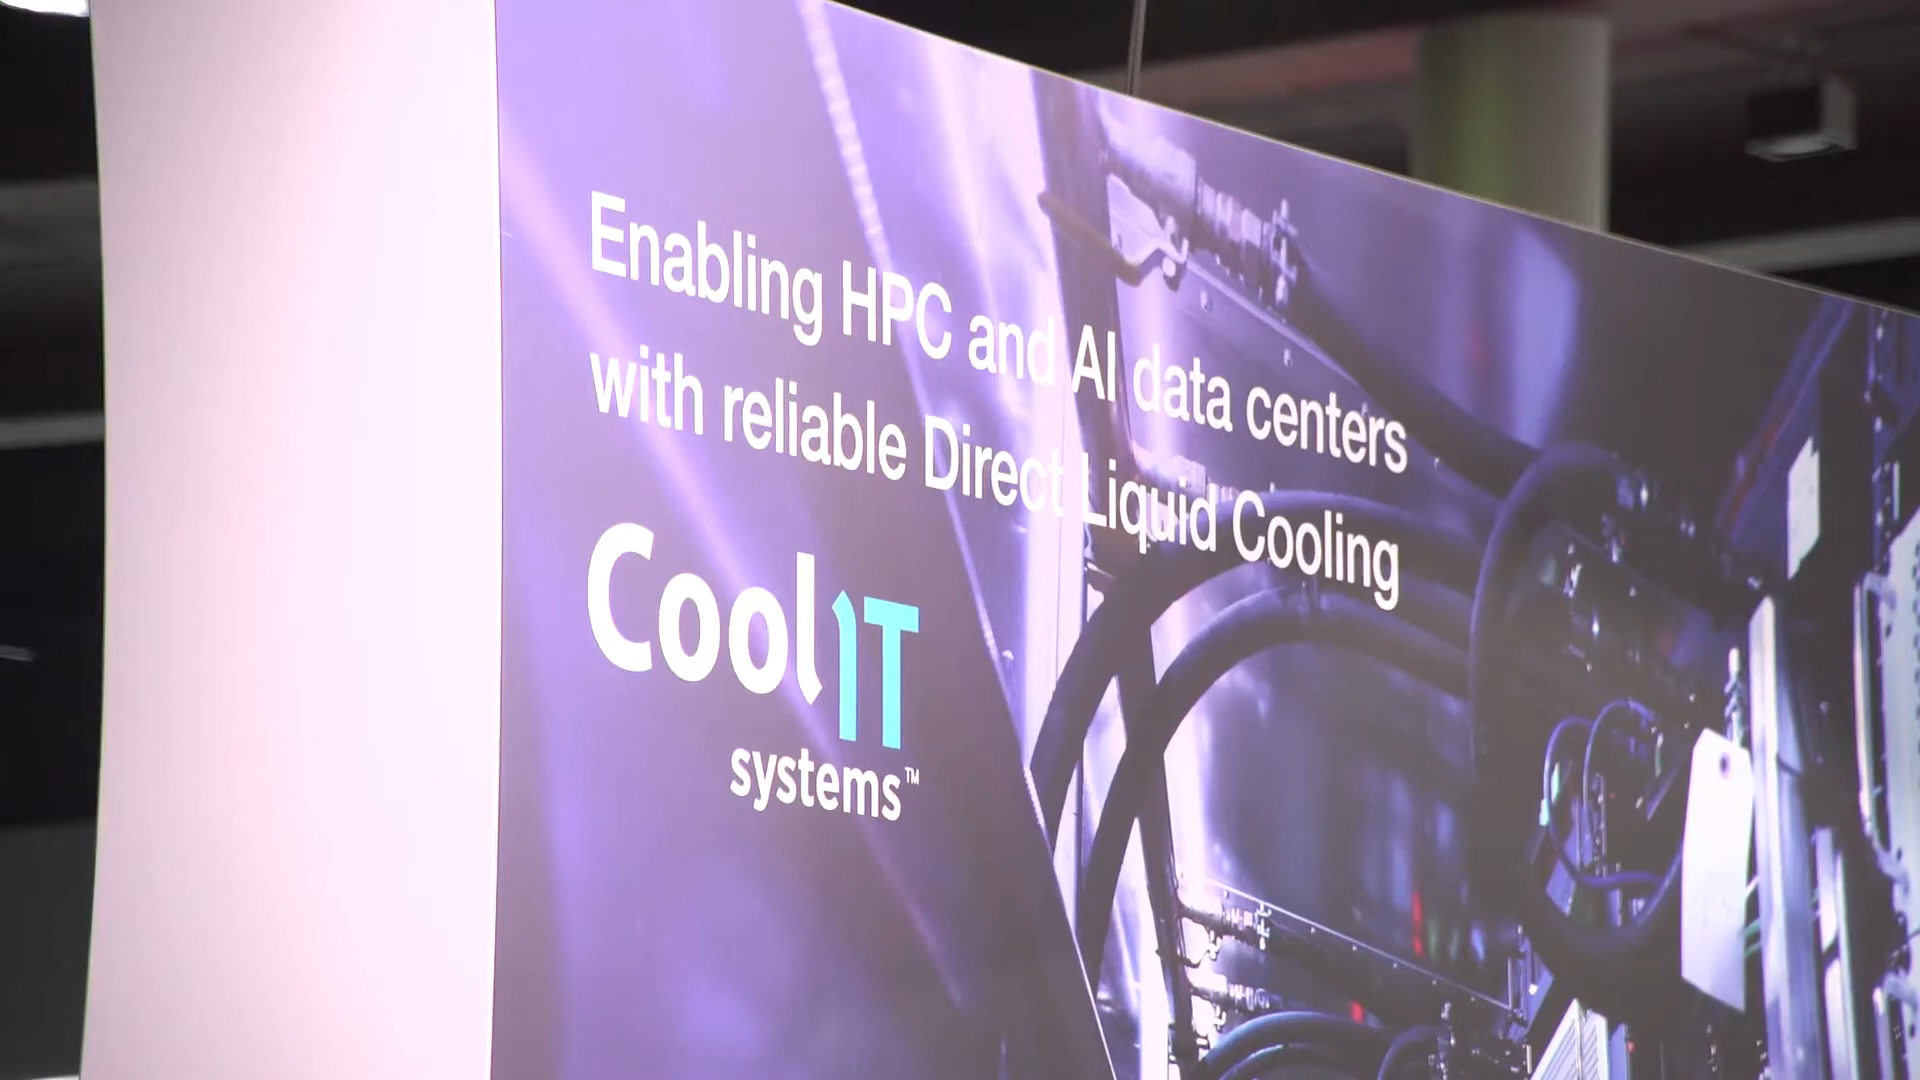 Enabling HPC and AI data centers
with reliable Direct Liquid Cooling
CoolIT
systems™